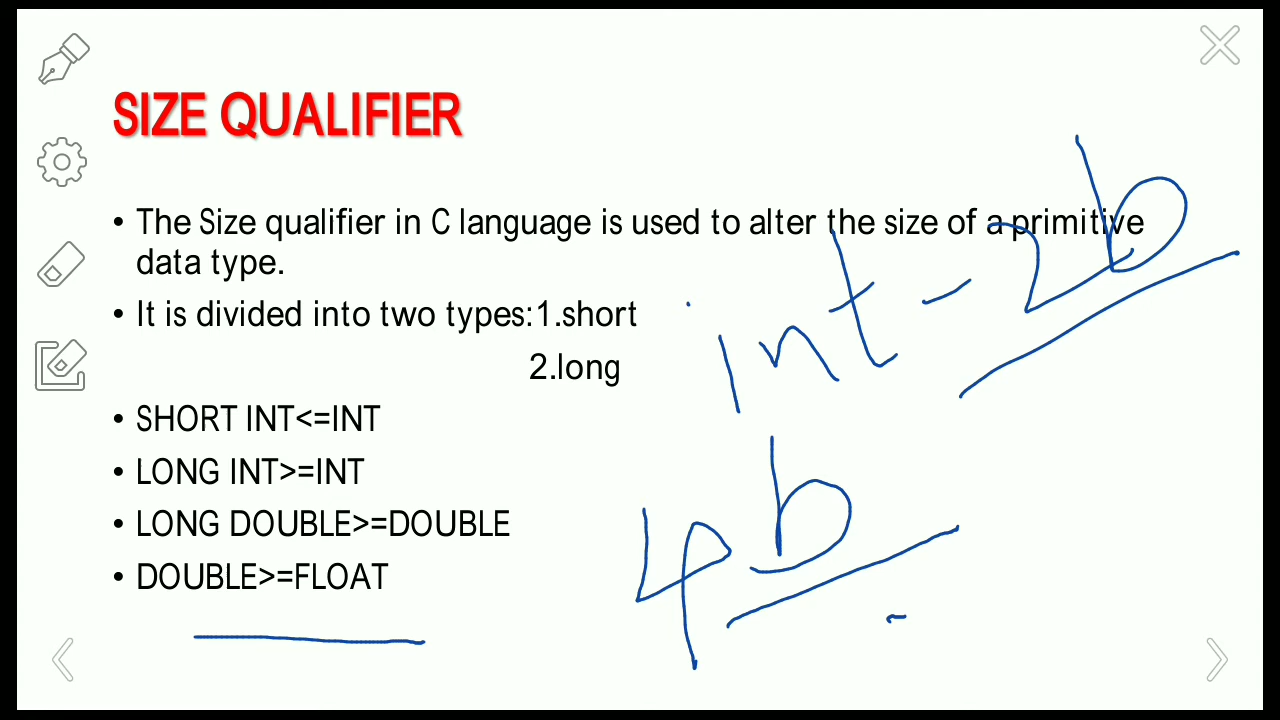 SIZE QUALIFIER
• The Size qualifier in C language is used to alter the size of a primitive
data type.
• It is divided into two types:1.short
2.long
• SHORT INT<=INT
• LONG INT>=INT
• LONG DOUBLE>=DOUBLE
• DOUBLE>=FLOAT
int - 2b
4b